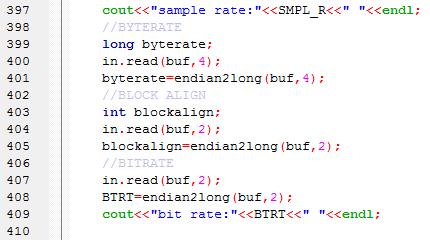 397 cout<<"sample rate:"<<SMPL_R<<" "<<endl;
398 //BYTERATE
399 long byterate;
400 in.read(buf,4);
401 byterate=endian2long(buf,4);
402 //BLOCK ALIGN
403 int blockalign;
404 in.read(buf,2);
405 blockalign=endian2long(buf,2);
406 //BITRATE
407 in.read(buf,2);
408 BTRT=endian2long(buf,2);
409 cout<<"bit rate:"<<BTRT<<" "<<endl;
410